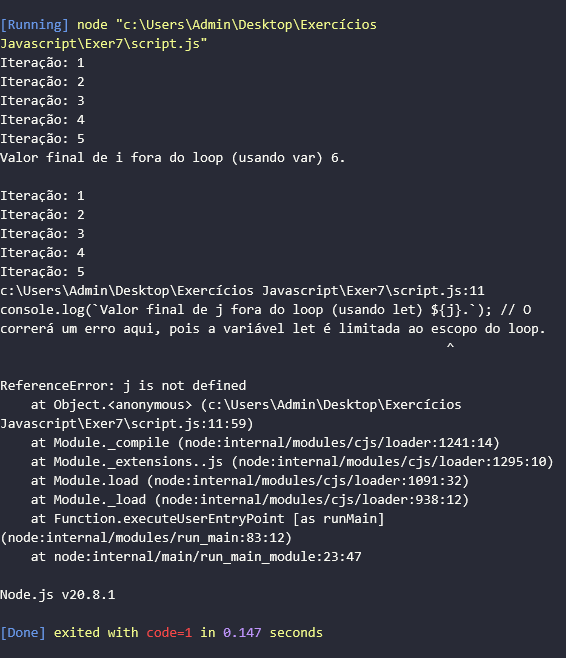 [Running] node "c:\Users\Admin\Desktop\Exercícios
Javascript\Exer7\script.js"
Iteração: 1
Iteração: 2
Iteração: 3
Iteração: 4
Iteração: 5
Valor final de i fora do loop (usando var) 6.

Iteração: 1
Iteração: 2
Iteração: 3
Iteração: 4
Iteração: 5
c:\Users\Admin\Desktop\Exercícios Javascript\Exer7\script.js:11
console.log(`Valor final de j fora do loop (usando let) ${j}.`); // O
correrá um erro aqui, pois a variável let é limitada ao escopo do loop.
^

ReferenceError: j is not defined
    at Object.<anonymous> (c:\Users\Admin\Desktop\Exercícios
Javascript\Exer7\script.js:11:59)
    at Module._compile (node:internal/modules/cjs/loader:1241:14)
    at Module._extensions..js (node:internal/modules/cjs/loader:1295:10)
    at Module.load (node:internal/modules/cjs/loader:1091:32)
    at Module._load (node:internal/modules/cjs/loader:938:12)
    at Function.executeUserEntryPoint [as runMain]
(node:internal/modules/run_main:83:12)
    at node:internal/main/run_main_module:23:47

Node.js v20.8.1

[Done] exited with code=1 in 0.147 seconds